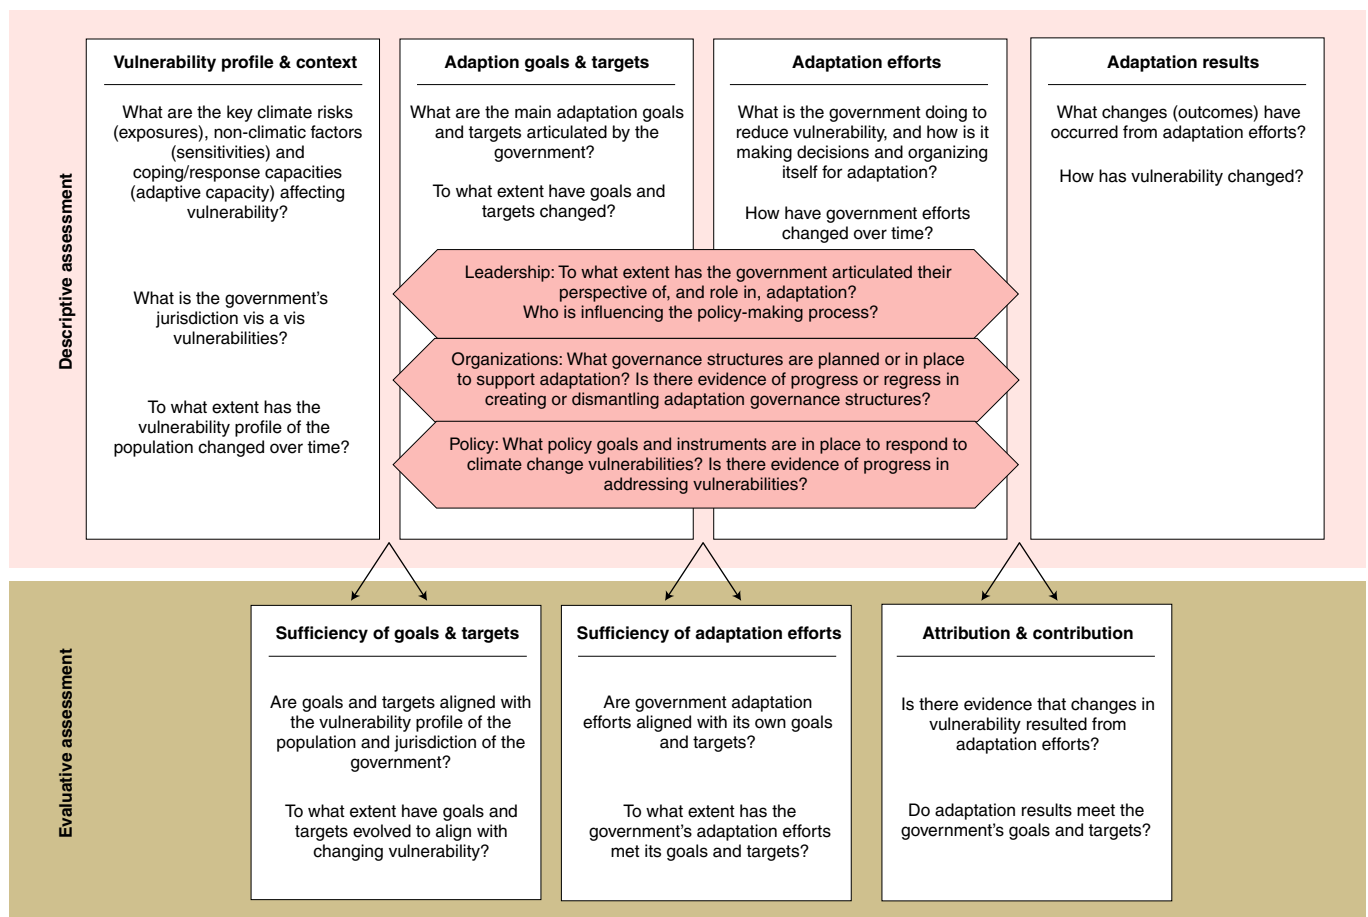 Descriptive assessment
Vulnerability profile & context
What are the key climate risks
(exposures), non-climatic factors
(sensitivities) and
coping/response capacities
(adaptive capacity) affecting
vulnerability?
What is the government’s
jurisdiction vis a vis
vulnerabilities?
To what extent has the
vulnerability profile of the
population changed over time?
Adaption goals & targets
What are the main adaptation goals
and targets articulated by the
government?
To what extent have goals and
targets changed?
Adaptation efforts
What is the government doing to
reduce vulnerability, and how is it
making decisions and organizing
itself for adaptation?
How have government efforts
changed over time?
Adaptation results
What changes (outcomes) have
occurred from adaptation efforts?
How has vulnerability changed?
Leadership: To what extent has the government articulated their
perspective of, and role in, adaptation?
Who is influencing the policy-making process?
Organizations: What governance structures are planned or in place
to support adaptation? Is there evidence of progress or regress in
creating or dismantling adaptation governance structures?
Policy: What policy goals and instruments are in place to respond to
climate change vulnerabilities? Is there evidence of progress in
addressing vulnerabilities?
Evaluative assessment
Sufficiency of goals & targets
Are goals and targets aligned with
the vulnerability profile of the
population and jurisdiction of the
government?
To what extent have goals and
targets evolved to align with
changing vulnerability?
Sufficiency of adaptation efforts
Are government adaptation
efforts aligned with its own goals
and targets?
To what extent has the
government’s adaptation efforts
met its goals and targets?
Attribution & contribution
Is there evidence that changes in
vulnerability resulted from
adaptation efforts?
Do adaptation results meet the
government’s goals and targets?